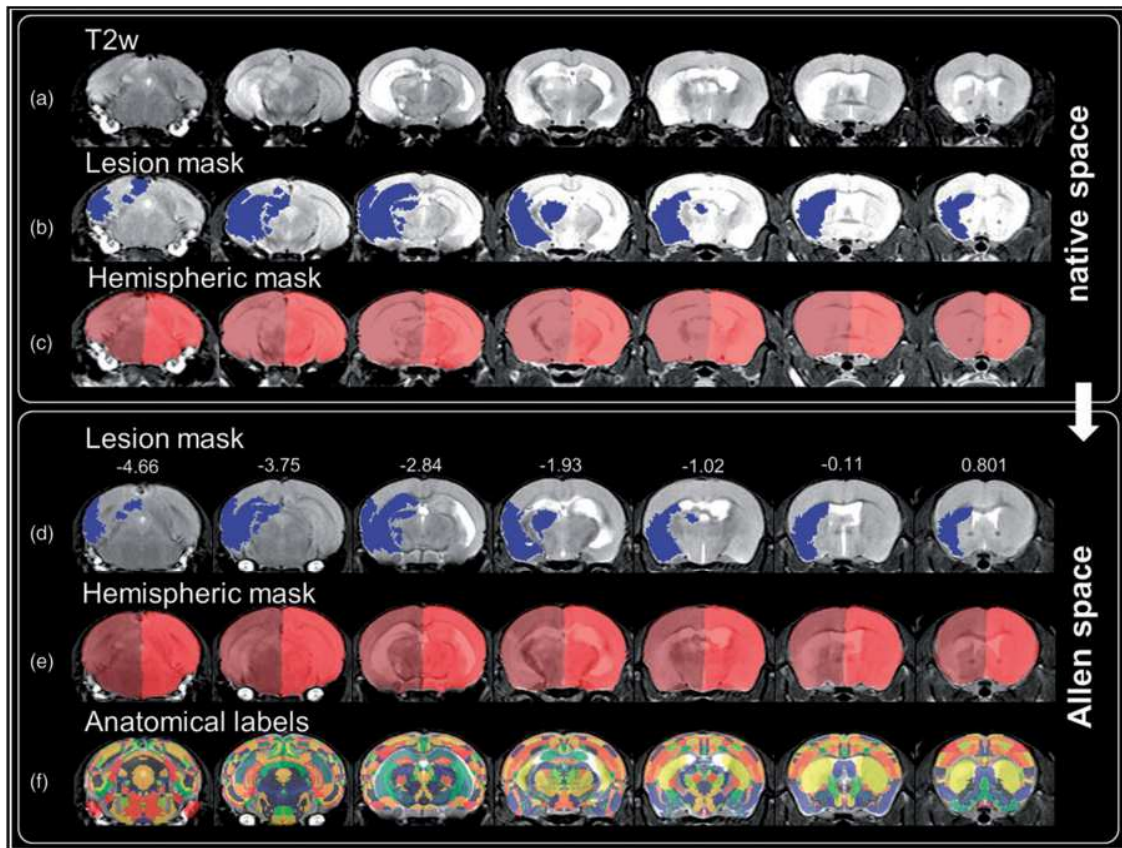 T2w
(a)
Lesion mask
(b)
Hemispheric mask
(c)
native space
Lesion mask
-4.66 -3.75 -2.84 -1.93 -1.02 -0.11 0.801
(d)
Hemispheric mask
(e)
Anatomical labels
(f)
Allen space